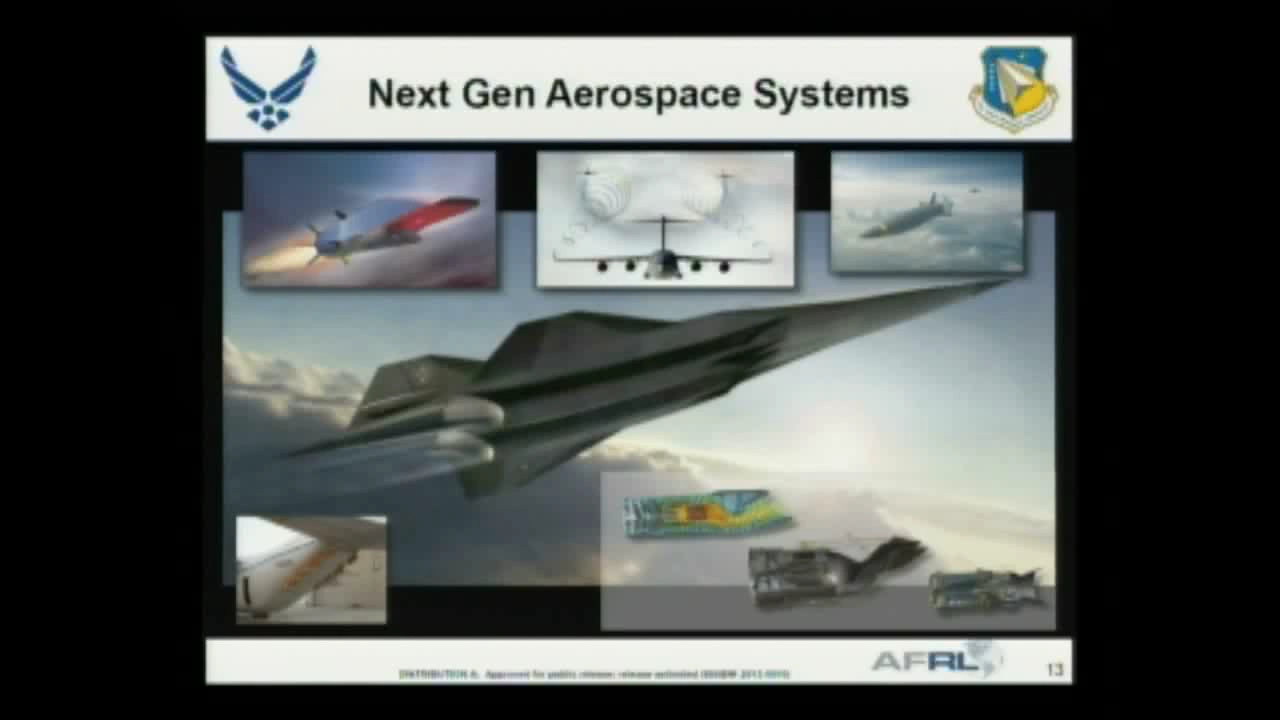 Next Gen Aerospace Systems
DISTRIBUTION A. Approved for public release; release unlimited
AFRL
13